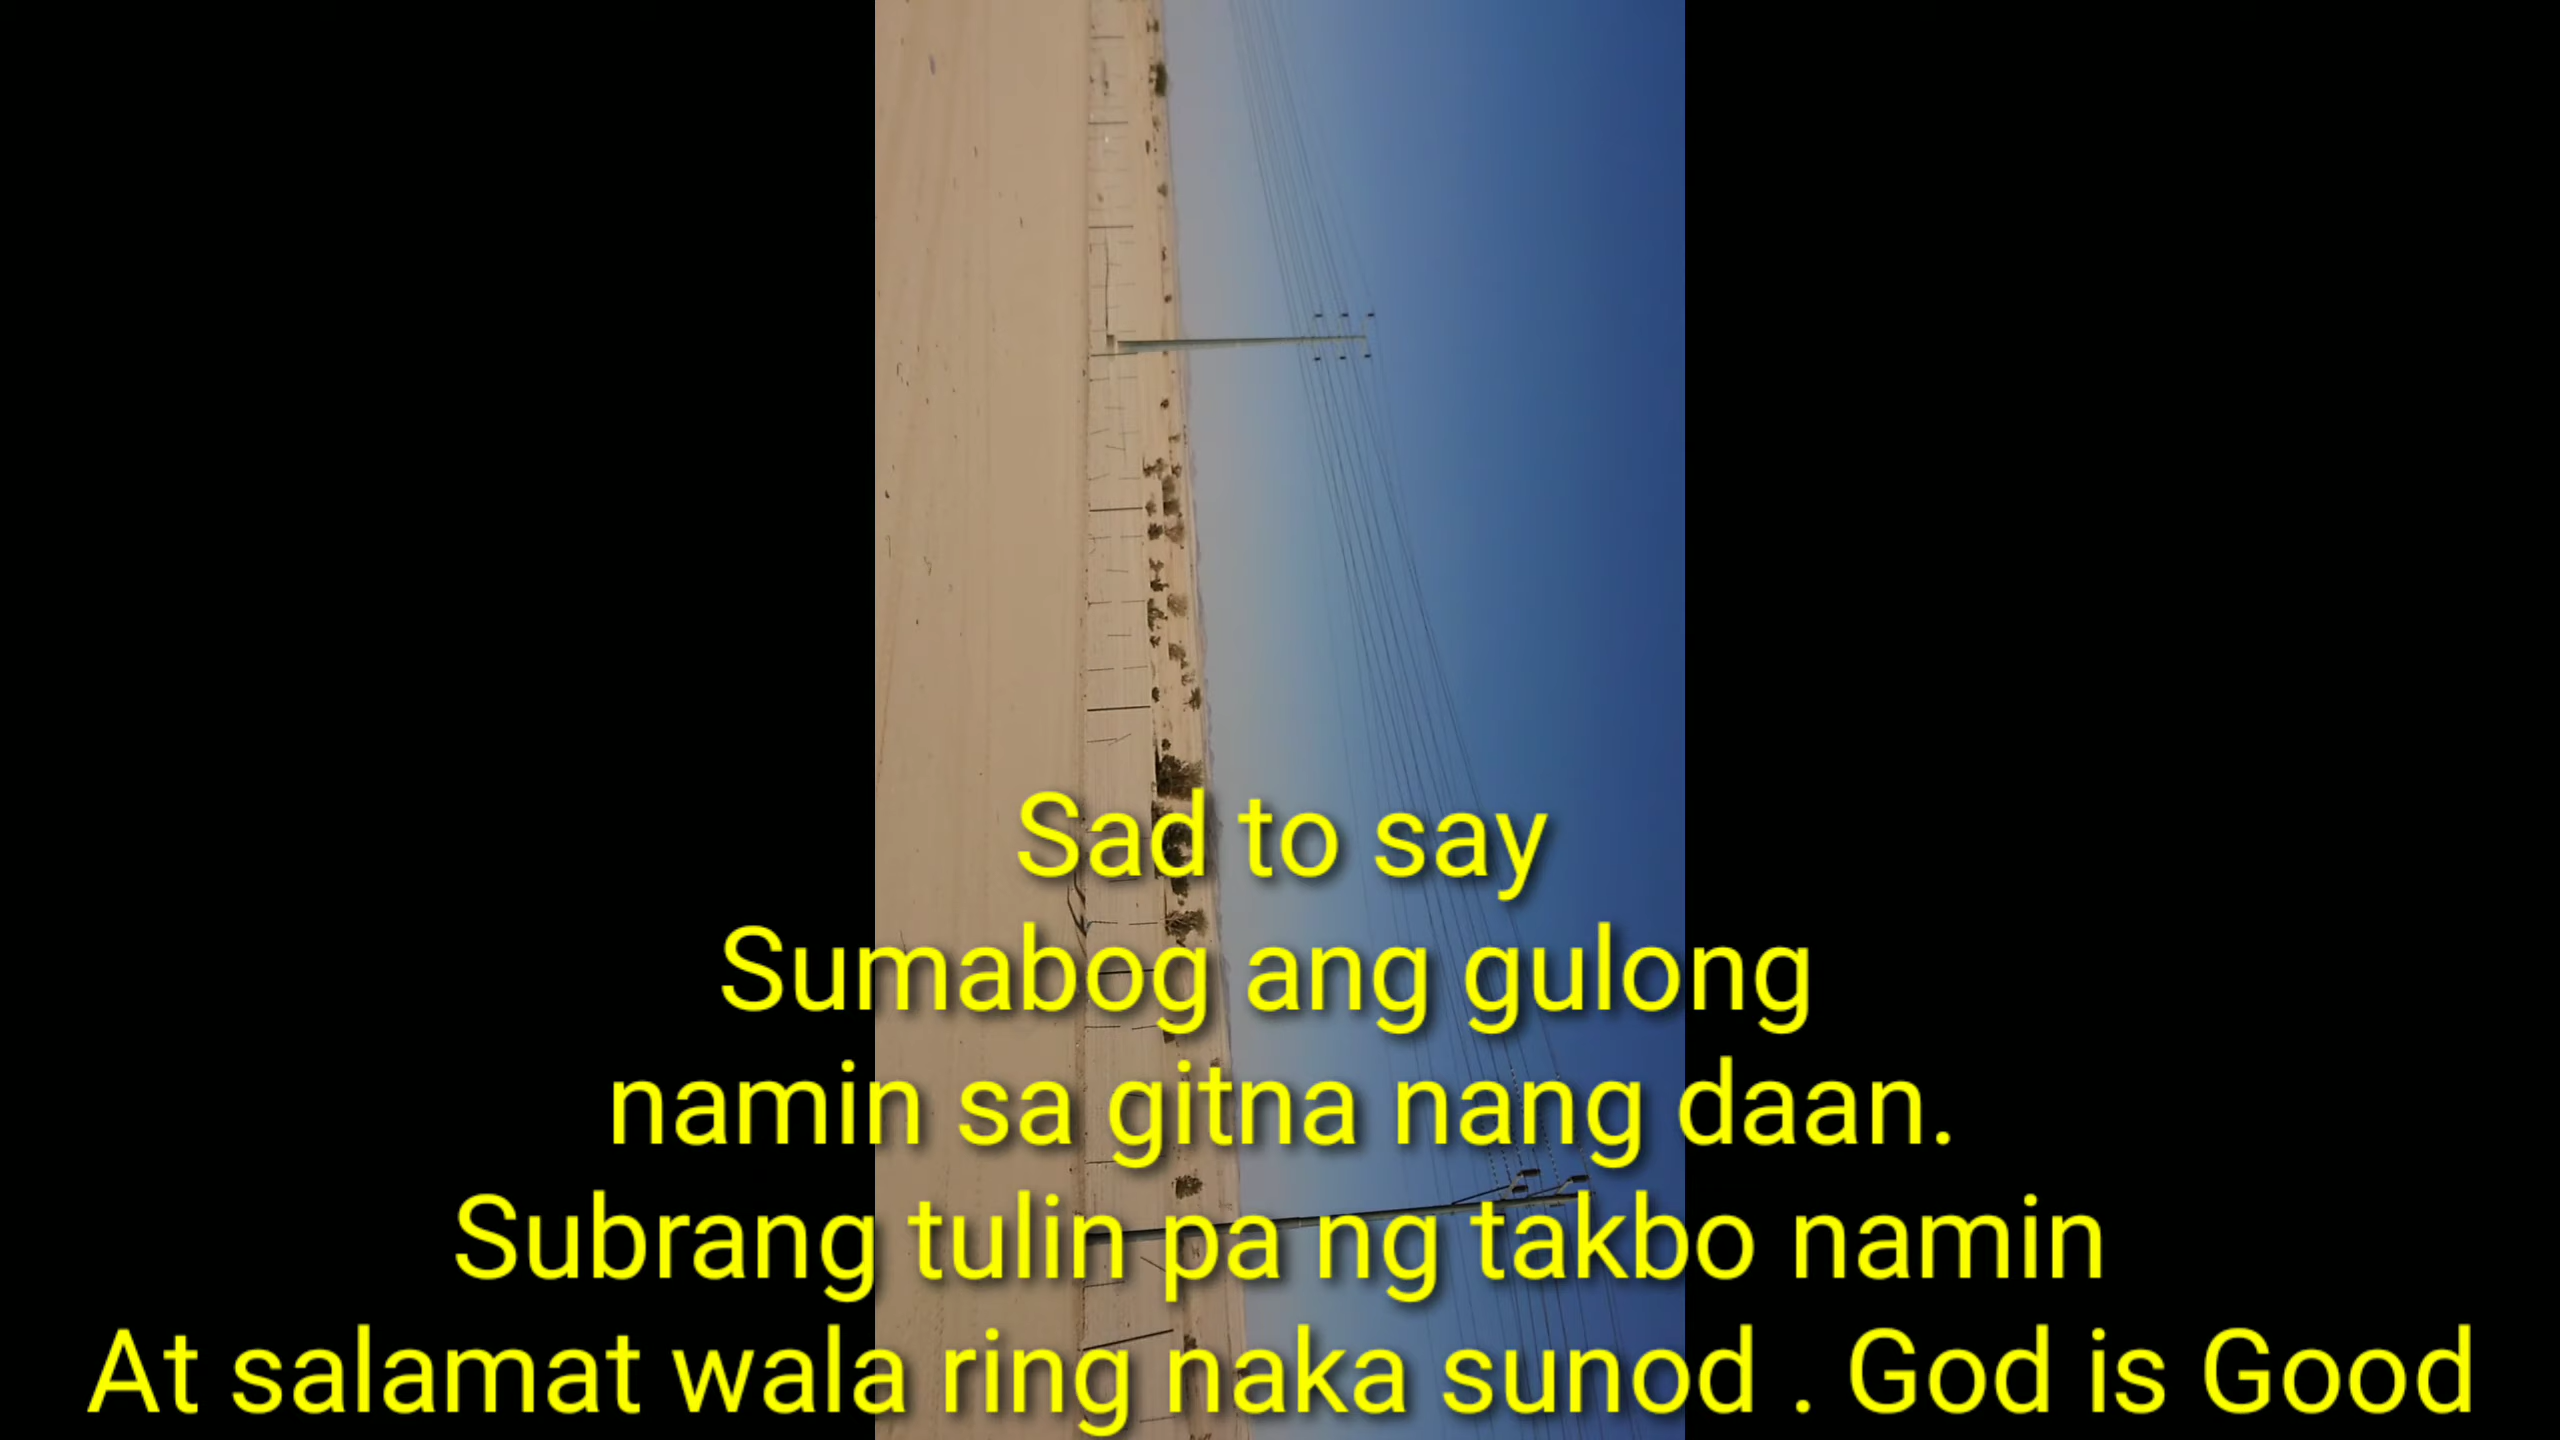 Sad to say
Sumabog ang gulong
namin sa gitna nang daan.
Subrang tulin pa ng takbo namin
At salamat wala ring naka sunod . God is Good